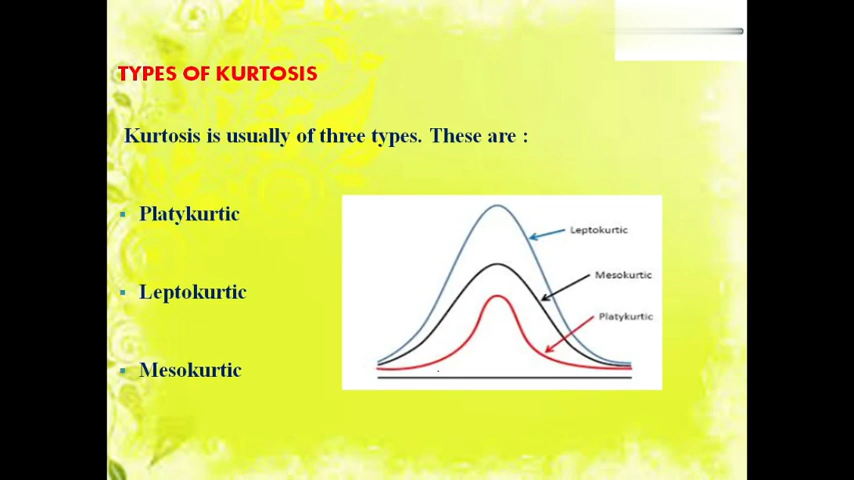 TYPES OF KURTOSIS
Kurtosis is usually of three types. These are :
Platykurtic
Leptokurtic
Mesokurtic
Leptokurtic
Mesokurtic
Platykurtic